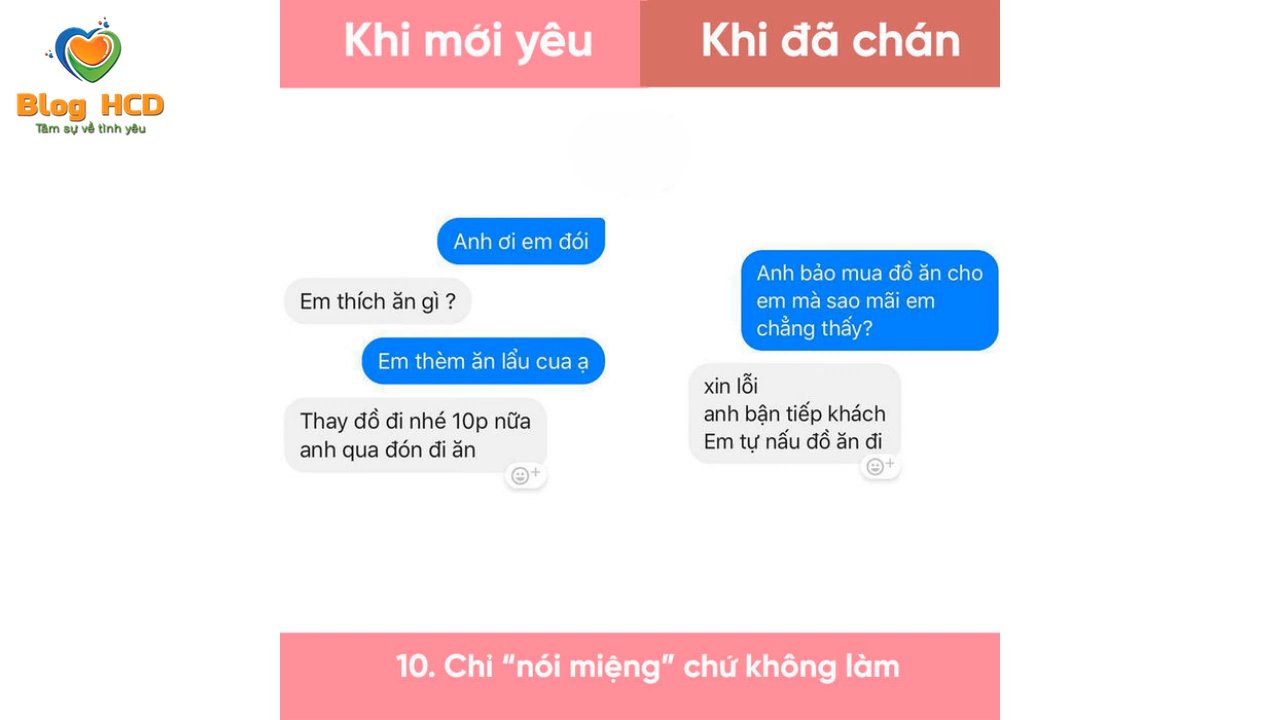 Blog HCD
Tâm sự về tình yêu
Khi mới yêu
Khi đã chán
Anh ơi em đói
Em thích ăn gì ?
Em thèm ăn lẩu cua ạ
Thay đồ đi nhé 10p nữa
anh qua đón đi ăn
Anh bảo mua đồ ăn cho
em mà sao mãi em
chẳng thấy?
xin lỗi
anh bận tiếp khách
Em tự nấu đồ ăn đi
10. Chỉ “nói miệng” chứ không làm